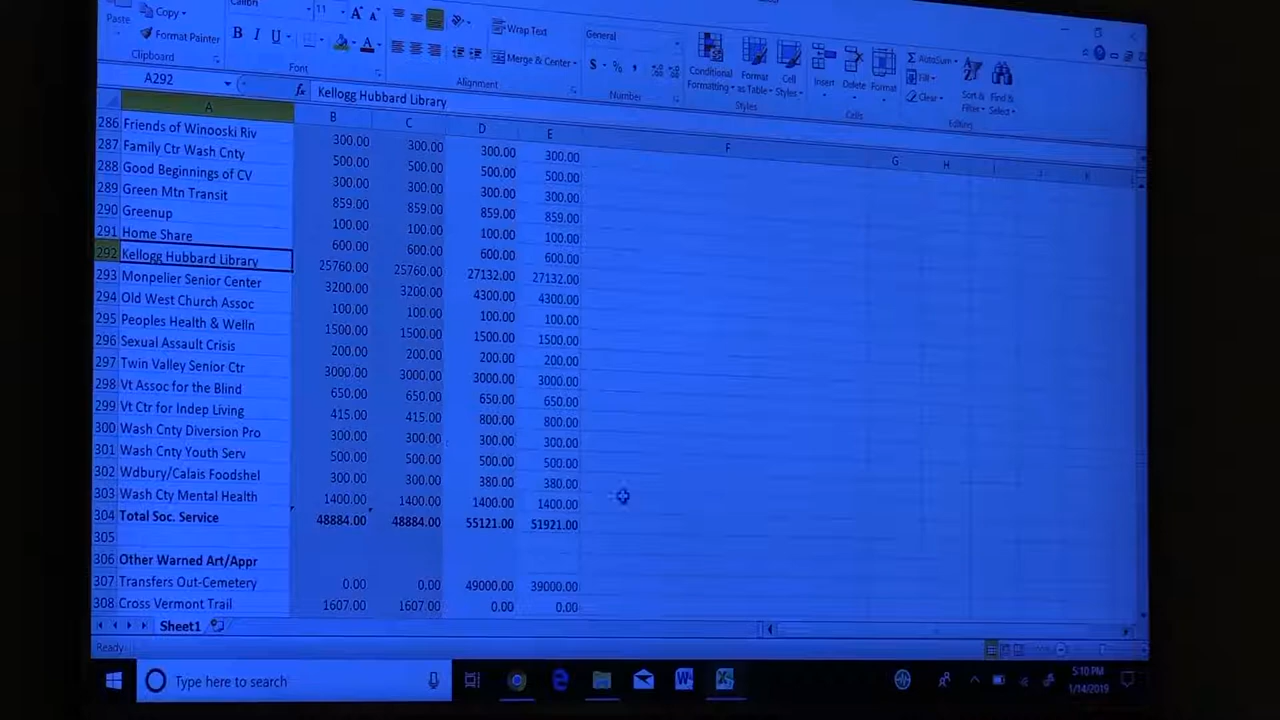 Calibri 11 A A Wrap Text General AutoSum
Paste Copy Format Painter B I U A Merge & Center $ % , Conditional Formatting Format as Table Cell Styles Insert Delete Format Fill Clear Sort & Filter Find & Select
Clipboard Font Alignment Number Styles Cells Editing
A292 fx Kellogg Hubbard Library
A B C D E F G H
286 Friends of Winooski Riv 300.00 300.00 300.00 300.00
287 Family Ctr Wash Cnty 500.00 500.00 500.00 500.00
288 Good Beginnings of CV 300.00 300.00 300.00 300.00
289 Green Mtn Transit 859.00 859.00 859.00 859.00
290 Greenup 100.00 100.00 100.00 100.00
291 Home Share 600.00 600.00 600.00 600.00
292 Kellogg Hubbard Library 25760.00 25760.00 27132.00 27132.00
293 Monpelier Senior Center 3200.00 3200.00 4300.00 4300.00
294 Old West Church Assoc 100.00 100.00 100.00 100.00
295 Peoples Health & Welln 1500.00 1500.00 1500.00 1500.00
296 Sexual Assault Crisis 200.00 200.00 200.00 200.00
297 Twin Valley Senior Ctr 3000.00 3000.00 3000.00 3000.00
298 Vt Assoc for the Blind 650.00 650.00 650.00 650.00
299 Vt Ctr for Indep Living 415.00 415.00 800.00 800.00
300 Wash Cnty Diversion Pro 300.00 300.00 300.00 300.00
301 Wash Cnty Youth Serv 500.00 500.00 500.00 500.00
302 Wdbury/Calais Foodshel 300.00 300.00 380.00 380.00
303 Wash Cty Mental Health 1400.00 1400.00 1400.00 1400.00
304 Total Soc. Service 48884.00 48884.00 55121.00 51921.00
305
306 Other Warned Art/Appr
307 Transfers Out-Cemetery 0.00 0.00 49000.00 39000.00
308 Cross Vermont Trail 1607.00 1607.00 0.00 0.00
Sheet1
Ready
Type here to search
5:10 PM
1/14/2019